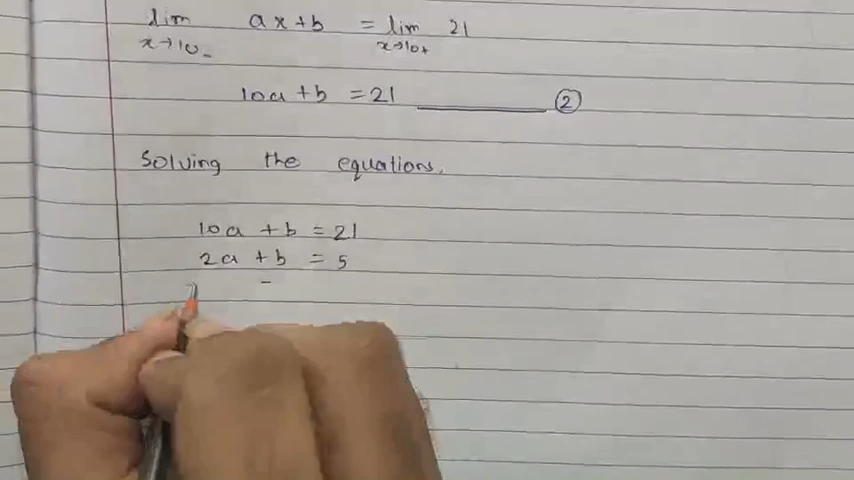 lim ax + b = lim 21
x→10- x→10+
10a + b = 21 ②
Solving the equations,
10a + b = 21
2a + b = 5
- -